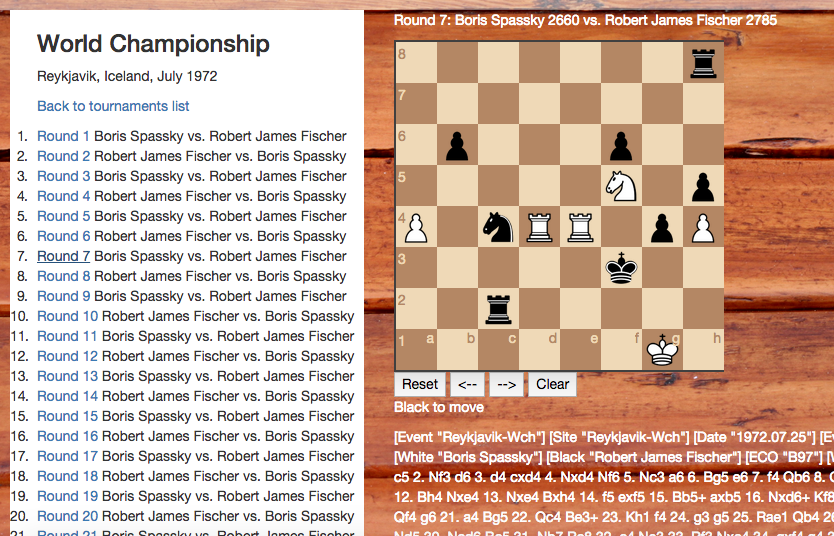 World Championship
Reykjavik, Iceland, July 1972
Back to tournaments list
1. Round 1 Boris Spassky vs. Robert James Fischer
2. Round 2 Robert James Fischer vs. Boris Spassky
3. Round 3 Boris Spassky vs. Robert James Fischer
4. Round 4 Robert James Fischer vs. Boris Spassky
5. Round 5 Boris Spassky vs. Robert James Fischer
6. Round 6 Robert James Fischer vs. Boris Spassky
7. Round 7 Boris Spassky vs. Robert James Fischer
8. Round 8 Robert James Fischer vs. Boris Spassky
9. Round 9 Boris Spassky vs. Robert James Fischer
10. Round 10 Robert James Fischer vs. Boris Spassky
11. Round 11 Boris Spassky vs. Robert James Fischer
12. Round 12 Robert James Fischer vs. Boris Spassky
13. Round 13 Boris Spassky vs. Robert James Fischer
14. Round 14 Robert James Fischer vs. Boris Spassky
15. Round 15 Boris Spassky vs. Robert James Fischer
16. Round 16 Robert James Fischer vs. Boris Spassky
17. Round 17 Boris Spassky vs. Robert James Fischer
18. Round 18 Robert James Fischer vs. Boris Spassky
19. Round 19 Boris Spassky vs. Robert James Fischer
20. Round 20 Robert James Fischer vs. Boris Spassky
21. Round 21 Boris Spassky vs. Robert James Fischer
Round 7: Boris Spassky 2660 vs. Robert James Fischer 2785
8
7
6
5
4
3
2
1 a b c d e f g h
Reset <-- --> Clear
Black to move
[Event "Reykjavik-Wch"] [Site "Reykjavik-Wch"] [Date "1972.07.25"]
[White "Boris Spassky"] [Black "Robert James Fischer"] [ECO "B97"]
c5 2. Nf3 d6 3. d4 cxd4 4. Nxd4 Nf6 5. Nc3 a6 6. Bg5 e6 7. f4 Qb6 8.
12. Bh4 Nxe4 13. Nxe4 Bxh4 14. f5 exf5 15. Bb5+ axb5 16. Nxd6+ Kf8
Qf4 g6 21. a4 Bg5 22. Qc4 Be3+ 23. Kh1 f4 24. g3 g5 25. Rae1 Qb4